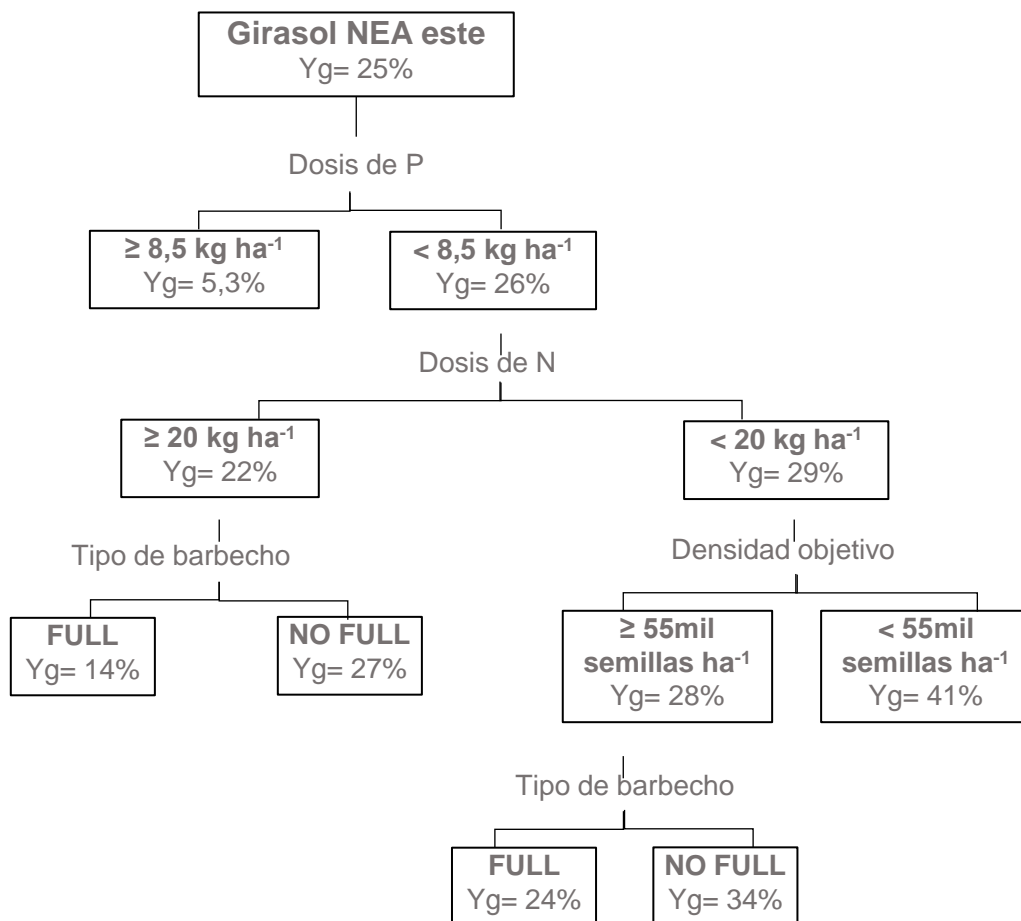 Girasol NEA este
Yg= 25%
Dosis de P
≥ 8,5 kg ha⁻¹
Yg= 5,3%
< 8,5 kg ha⁻¹
Yg= 26%
Dosis de N
≥ 20 kg ha⁻¹
Yg= 22%
< 20 kg ha⁻¹
Yg= 29%
Tipo de barbecho
Densidad objetivo
FULL
Yg= 14%
NO FULL
Yg= 27%
≥ 55mil
semillas ha⁻¹
Yg= 28%
< 55mil
semillas ha⁻¹
Yg= 41%
Tipo de barbecho
FULL
Yg= 24%
NO FULL
Yg= 34%